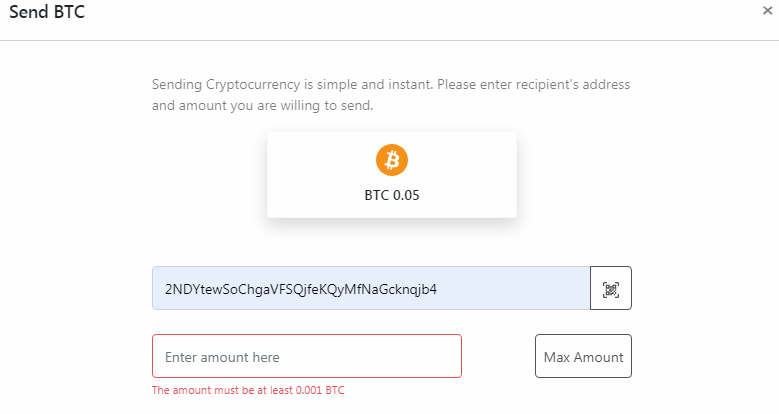 Send BTC
×
Sending Cryptocurrency is simple and instant. Please enter recipient's address
and amount you are willing to send.
BTC 0.05
2NDYtewSoChgaVFSQjfeKQyMfNaGcknqjb4
Enter amount here
Max Amount
The amount must be at least 0.001 BTC